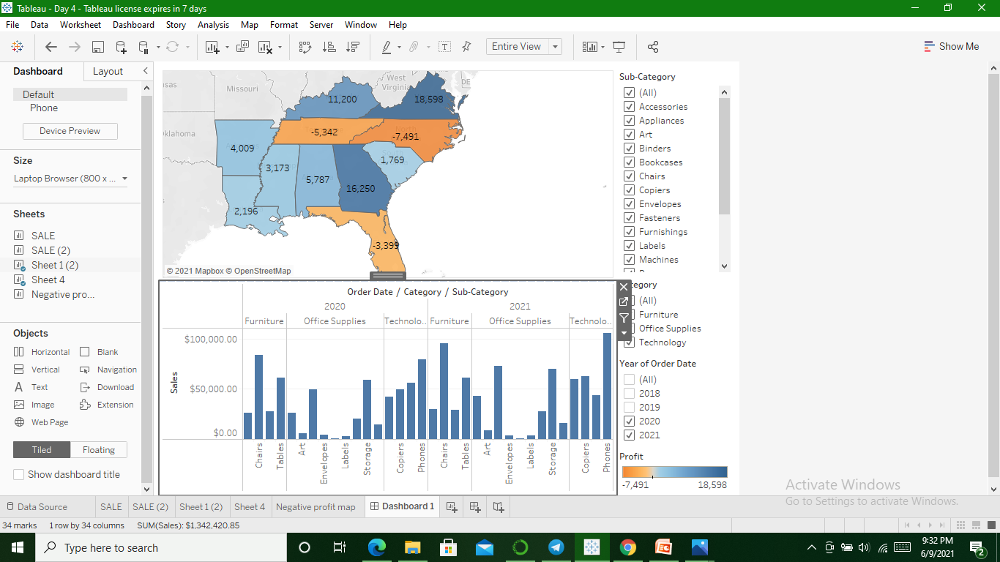 Tableau - Day 4 - Tableau license expires in 7 days
File Data Worksheet Dashboard Story Analysis Map Format Server Window Help
Entire View
Show Me
Dashboard Layout
Default
Phone
Device Preview
Size
Laptop Browser (800 x ...
Sheets
SALE
SALE (2)
Sheet 1 (2)
Sheet 4
Negative pro...
Objects
Horizontal Blank
Vertical Navigation
Text Download
Image Extension
Web Page
Tiled Floating
Show dashboard title
Missouri
West
Virginia
DE
11,200
18,598
-5,342
-7,491
North
klahoma
4,009
3,173
5,787
16,250
1,769
2,196
-3,399
© 2021 Mapbox © OpenStreetMap
Order Date / Category / Sub-Category
2020 2021
Furniture Office Supplies Technolo.. Furniture Office Supplies Technolo..
Sales
$100,000.00
$50,000.00
$0.00
Chairs Tables Art Envelopes Labels Storage Copiers Phones Chairs Tables Art Envelopes Labels Storage Copiers Phones
Sub-Category
(All)
Accessories
Appliances
Art
Binders
Bookcases
Chairs
Copiers
Envelopes
Fasteners
Furnishings
Labels
Machines
tegory
(All)
Furniture
Office Supplies
Technology
Year of Order Date
(All)
2018
2019
2020
2021
Profit
-7,491 18,598
Activate Windows
Go to Settings to activate Windows.
Data Source SALE SALE (2) Sheet 1 (2) Sheet 4 Negative profit map Dashboard 1
34 marks 1 row by 34 columns SUM(Sales): $1,342,420.85
Type here to search
9:32 PM
6/9/2021
2